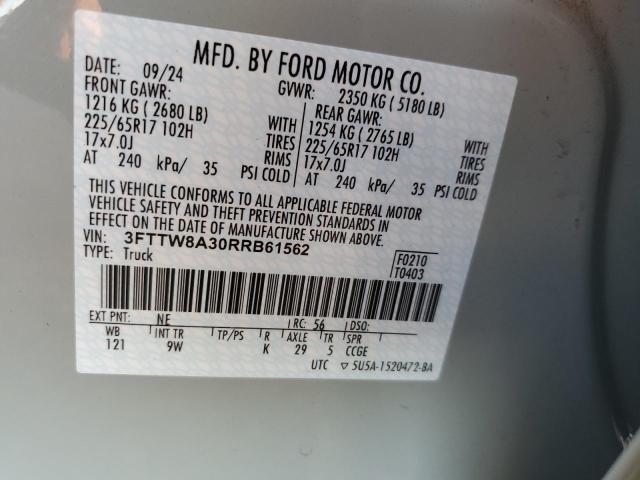 MFD. BY FORD MOTOR CO.
DATE: 09/24 GVWR: 2350 KG ( 5180 LB)
FRONT GAWR: REAR GAWR:
1216 KG ( 2680 LB) 1254 KG ( 2765 LB)
225/65R17 102H WITH TIRES 225/65R17 102H WITH TIRES
17x7.0J RIMS 17x7.0J RIMS
AT 240 kPa/ 35 PSI COLD AT 240 kPa/ 35 PSI COLD
THIS VEHICLE CONFORMS TO ALL APPLICABLE FEDERAL MOTOR
VEHICLE SAFETY AND THEFT PREVENTION STANDARDS IN
EFFECT ON THE DATE OF MANUFACTURE SHOWN ABOVE.
VIN: 3FTTW8A30RRB61562
TYPE: Truck
F0210
T0403
EXT PNT: NF RC: 56 DSO:
WB INT TR TP/PS R AXLE TR SPR
121 9W K 29 5 CCGE
UTC ▽ 5U5A-1520472-BA